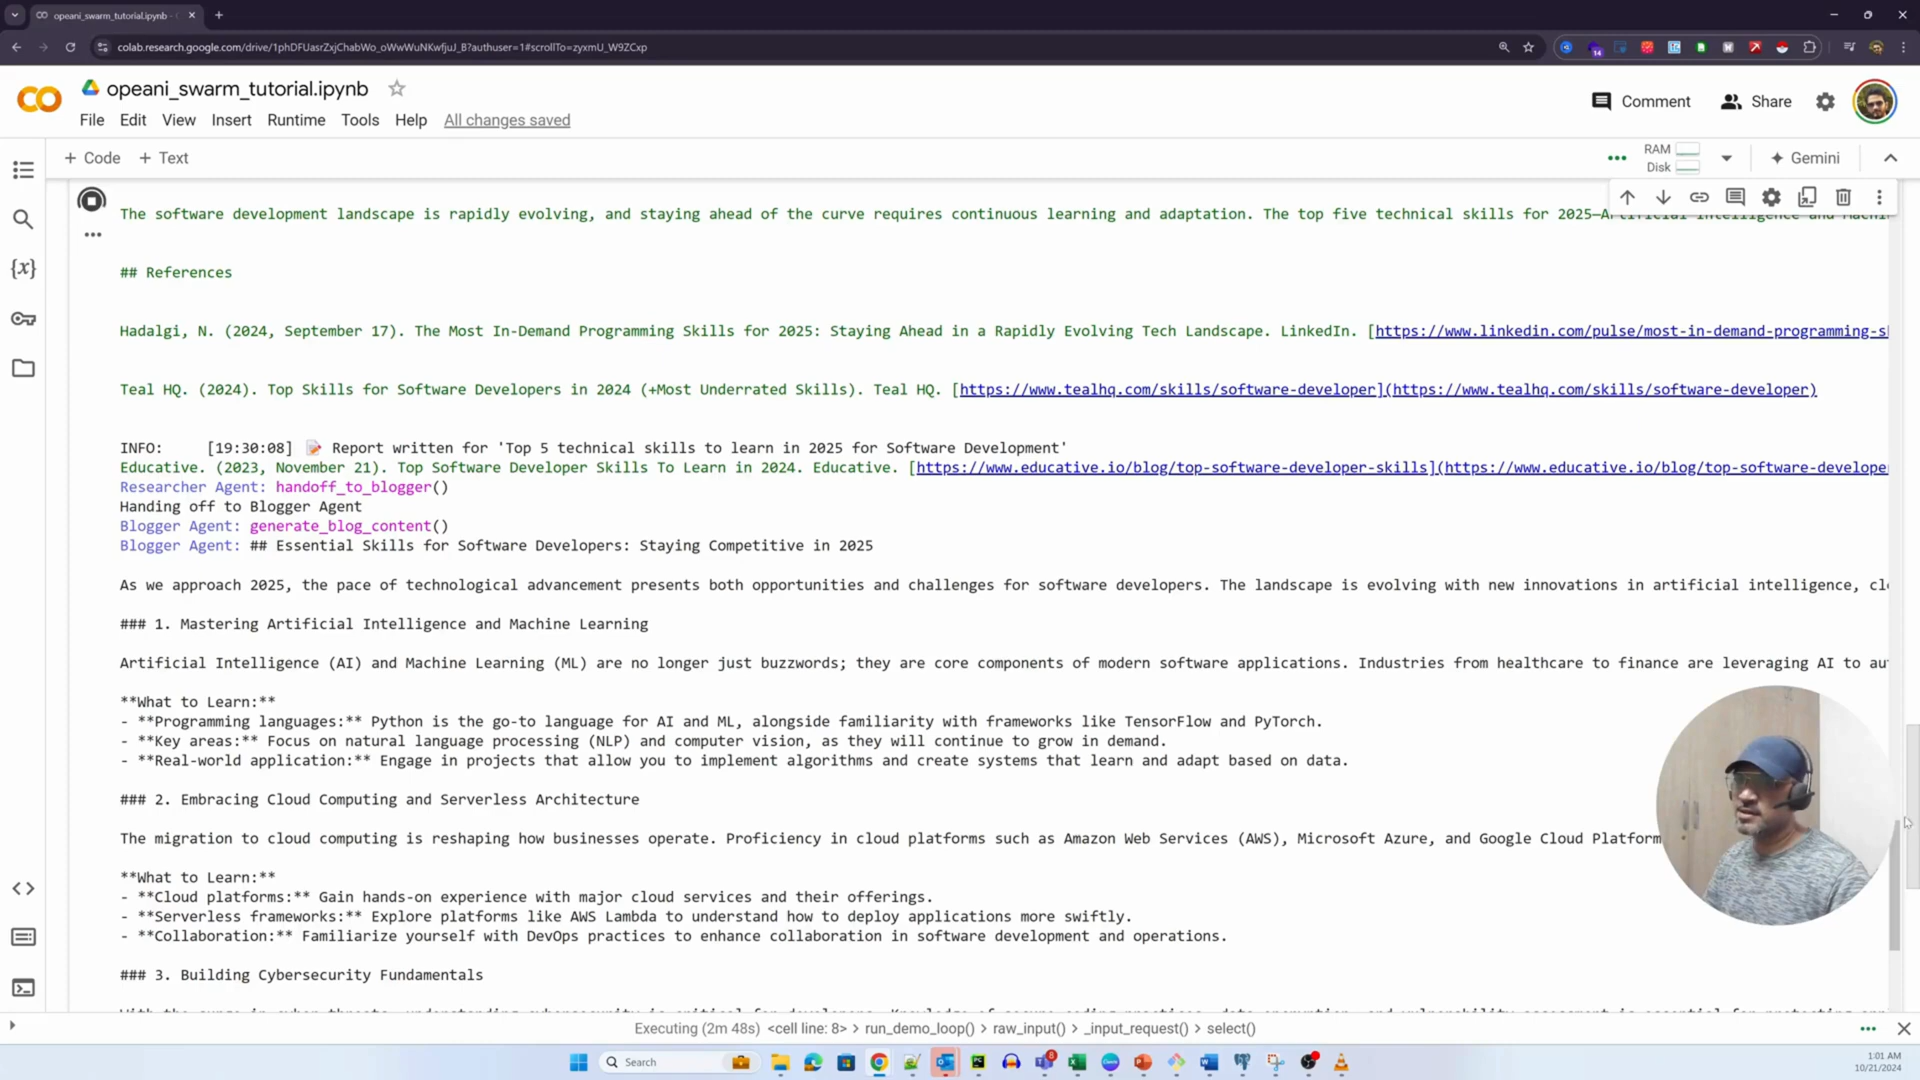 opeani_swarm_tutorial.ipynb -
colab.research.google.com/drive/1phDFUasrZxjChabWo_oWwWuNKwfjuJ_B?authuser=1#scrollTo=zyxmU_W9ZCxp
14
opeani_swarm_tutorial.ipynb
Comment
Share
File Edit View Insert Runtime Tools Help All changes saved
+ Code + Text
RAM
Disk
Gemini
The software development landscape is rapidly evolving, and staying ahead of the curve requires continuous learning and adaptation. The top five technical skills for 2025—Artificial Intelligence and Machin
## References
Hadalgi, N. (2024, September 17). The Most In-Demand Programming Skills for 2025: Staying Ahead in a Rapidly Evolving Tech Landscape. LinkedIn. [https://www.linkedin.com/pulse/most-in-demand-programming-s
Teal HQ. (2024). Top Skills for Software Developers in 2024 (+Most Underrated Skills). Teal HQ. [https://www.tealhq.com/skills/software-developer](https://www.tealhq.com/skills/software-developer)
INFO: [19:30:08] 📝 Report written for 'Top 5 technical skills to learn in 2025 for Software Development'
Educative. (2023, November 21). Top Software Developer Skills To Learn in 2024. Educative. [https://www.educative.io/blog/top-software-developer-skills](https://www.educative.io/blog/top-software-develope
Researcher Agent: handoff_to_blogger()
Handing off to Blogger Agent
Blogger Agent: generate_blog_content()
Blogger Agent: ## Essential Skills for Software Developers: Staying Competitive in 2025
As we approach 2025, the pace of technological advancement presents both opportunities and challenges for software developers. The landscape is evolving with new innovations in artificial intelligence, cl
### 1. Mastering Artificial Intelligence and Machine Learning
Artificial Intelligence (AI) and Machine Learning (ML) are no longer just buzzwords; they are core components of modern software applications. Industries from healthcare to finance are leveraging AI to au
**What to Learn:**
- **Programming languages:** Python is the go-to language for AI and ML, alongside familiarity with frameworks like TensorFlow and PyTorch.
- **Key areas:** Focus on natural language processing (NLP) and computer vision, as they will continue to grow in demand.
- **Real-world application:** Engage in projects that allow you to implement algorithms and create systems that learn and adapt based on data.
### 2. Embracing Cloud Computing and Serverless Architecture
The migration to cloud computing is reshaping how businesses operate. Proficiency in cloud platforms such as Amazon Web Services (AWS), Microsoft Azure, and Google Cloud Platform
**What to Learn:**
- **Cloud platforms:** Gain hands-on experience with major cloud services and their offerings.
- **Serverless frameworks:** Explore platforms like AWS Lambda to understand how to deploy applications more swiftly.
- **Collaboration:** Familiarize yourself with DevOps practices to enhance collaboration in software development and operations.
### 3. Building Cybersecurity Fundamentals
Executing (2m 48s) <cell line: 8> > run_demo_loop() > raw_input() > _input_request() > select()
Search
8
1:01 AM
10/21/2024